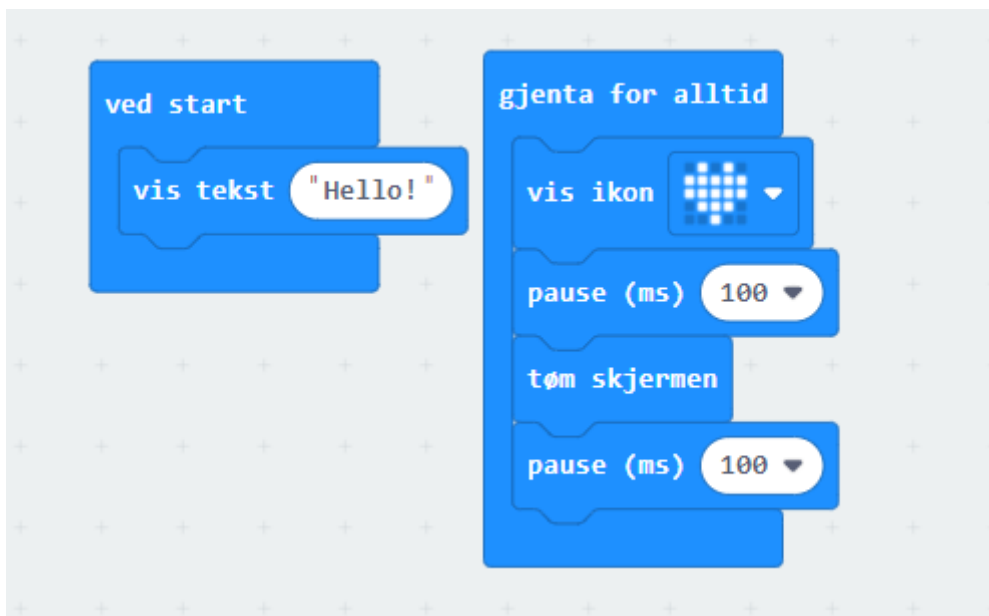 ved start
vis tekst "Hello!"
gjenta for alltid
vis ikon
pause (ms) 100
tøm skjermen
pause (ms) 100